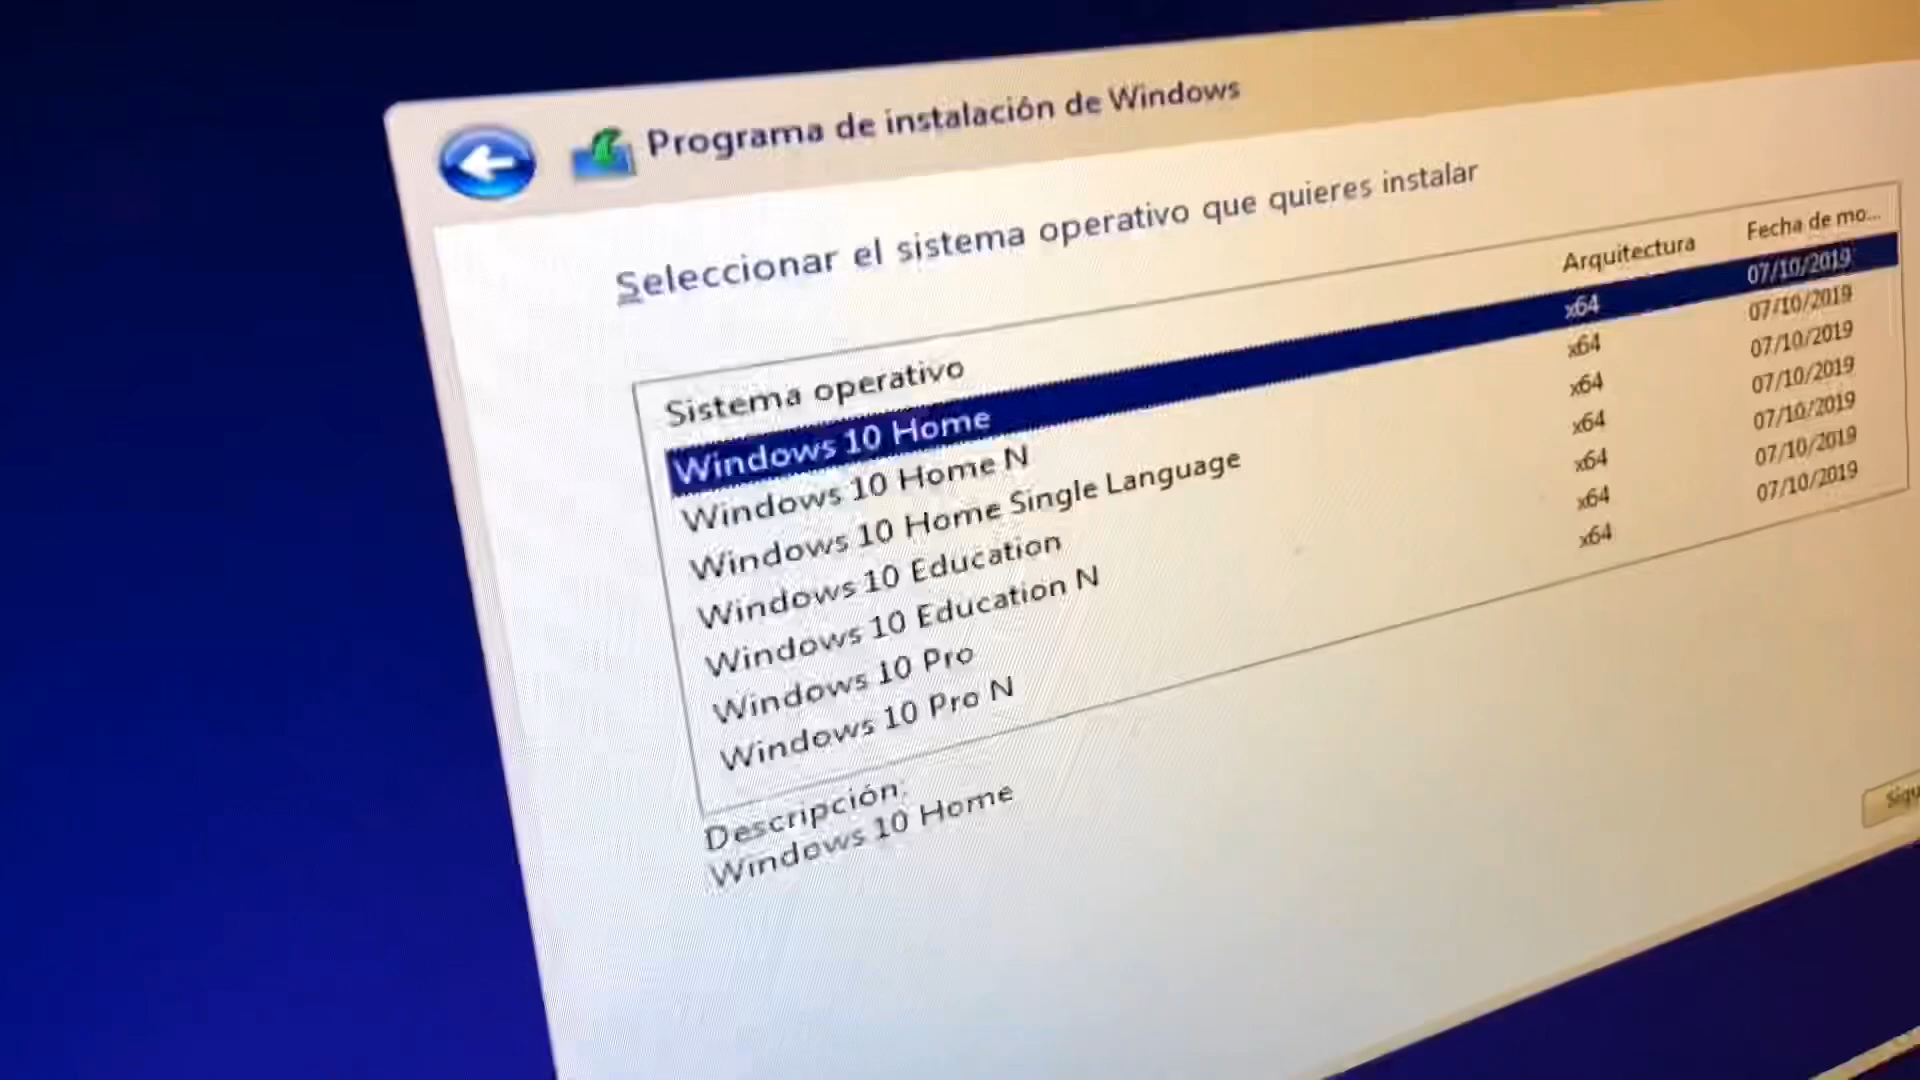 Programa de instalación de Windows
Seleccionar el sistema operativo que quieres instalar
Sistema operativo Arquitectura Fecha de mo...
Windows 10 Home x64 07/10/2019
Windows 10 Home N x64 07/10/2019
Windows 10 Home Single Language x64 07/10/2019
Windows 10 Education x64 07/10/2019
Windows 10 Education N x64 07/10/2019
Windows 10 Pro x64 07/10/2019
Windows 10 Pro N x64 07/10/2019
Descripción:
Windows 10 Home